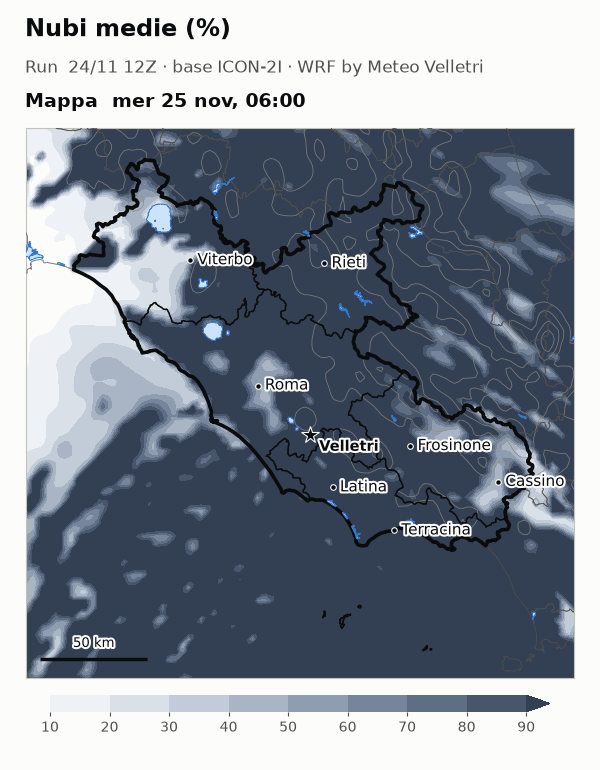 Nubi medie (%)
Run  24/11 12Z · base ICON-2I · WRF by Meteo Velletri
Mappa  mer 25 nov, 06:00
Viterbo
Rieti
Roma
Velletri
Frosinone
Cassino
Latina
Terracina
50 km
10 20 30 40 50 60 70 80 90